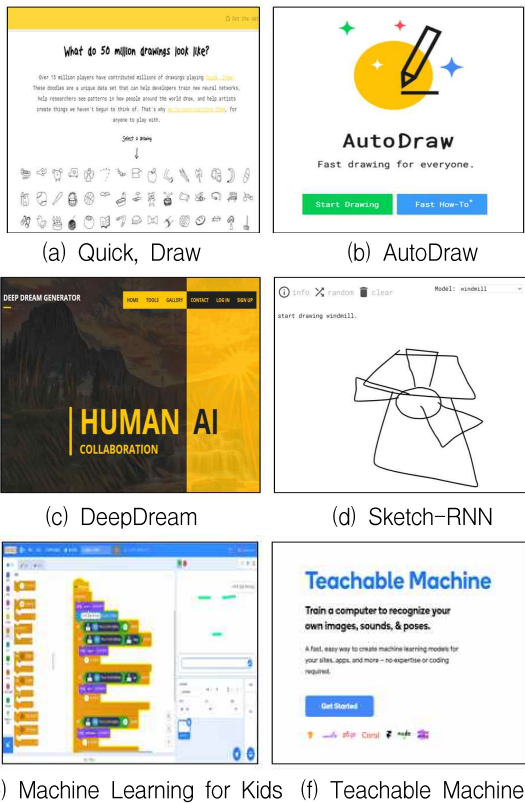 What do 50 million drawings look like?
Over 15 million players have contributed millions of drawings playing Quick, Draw!
These doodles are a unique data set that can help developers train new neural networks,
help researchers see patterns in how people around the world draw, and help artists
create things we haven't begun to think of. That's why we're open-sourcing them, for
anyone to play with.
Select a drawing
(a) Quick, Draw
AutoDraw
Fast drawing for everyone.
Start Drawing
Fast How-To
(b) AutoDraw
DEEP DREAM GENERATOR
HOME TOOLS GALLERY CONTACT LOG IN SIGN UP
HUMAN AI
COLLABORATION
(c) DeepDream
info random clear
Model: windmill
start drawing windmill.
(d) Sketch-RNN
) Machine Learning for Kids
Teachable Machine
Train a computer to recognize your
own images, sounds, & poses.
A fast, easy way to create machine learning models for
your sites, apps, and more – no expertise or coding
required.
Get Started
Coral
(f) Teachable Machine